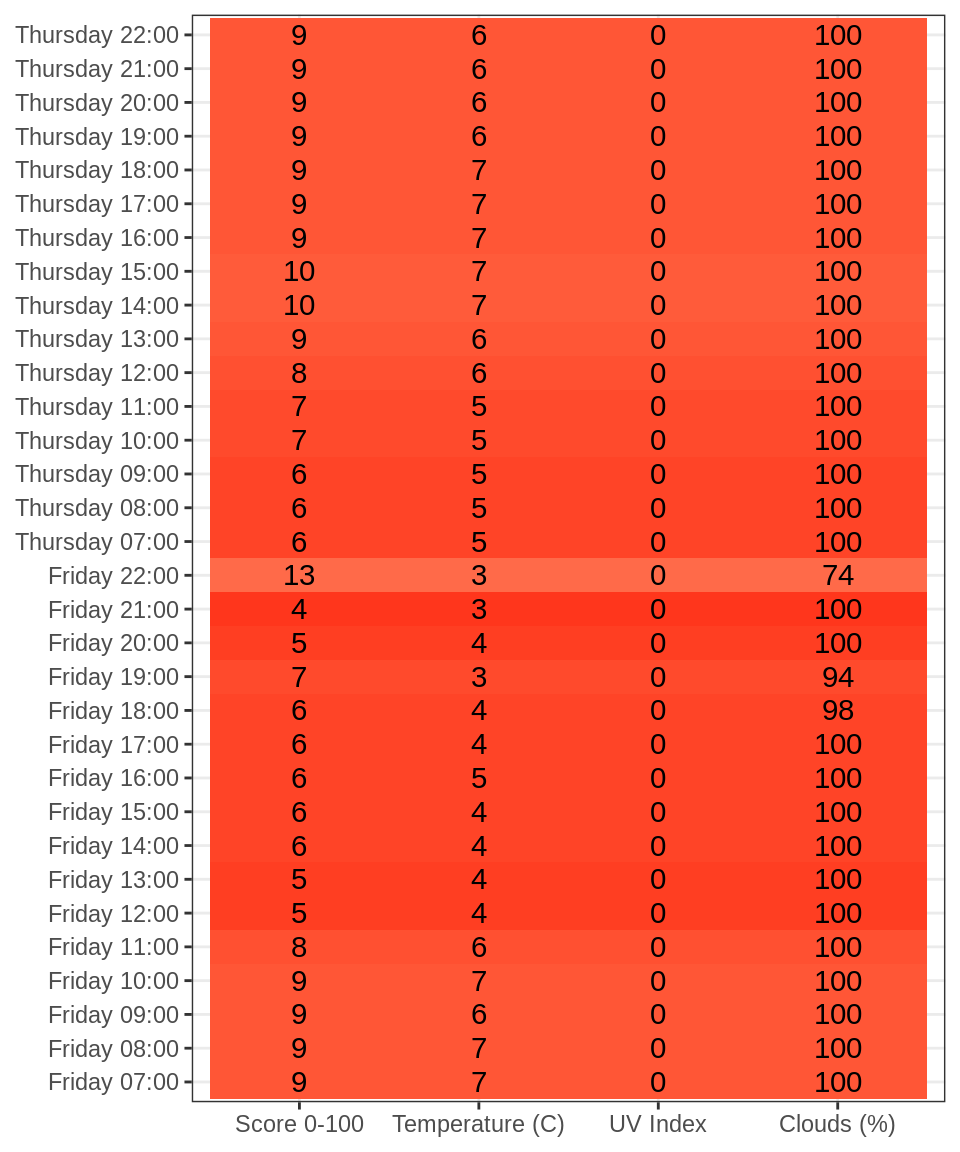 Thursday 22:00 9 6 0 100
Thursday 21:00 9 6 0 100
Thursday 20:00 9 6 0 100
Thursday 19:00 9 6 0 100
Thursday 18:00 9 7 0 100
Thursday 17:00 9 7 0 100
Thursday 16:00 9 7 0 100
Thursday 15:00 10 7 0 100
Thursday 14:00 10 7 0 100
Thursday 13:00 9 6 0 100
Thursday 12:00 8 6 0 100
Thursday 11:00 7 5 0 100
Thursday 10:00 7 5 0 100
Thursday 09:00 6 5 0 100
Thursday 08:00 6 5 0 100
Thursday 07:00 6 5 0 100
Friday 22:00 13 3 0 74
Friday 21:00 4 3 0 100
Friday 20:00 5 4 0 100
Friday 19:00 7 3 0 94
Friday 18:00 6 4 0 98
Friday 17:00 6 4 0 100
Friday 16:00 6 5 0 100
Friday 15:00 6 4 0 100
Friday 14:00 6 4 0 100
Friday 13:00 5 4 0 100
Friday 12:00 5 4 0 100
Friday 11:00 8 6 0 100
Friday 10:00 9 7 0 100
Friday 09:00 9 6 0 100
Friday 08:00 9 7 0 100
Friday 07:00 9 7 0 100
Score 0-100 Temperature (C) UV Index Clouds (%)